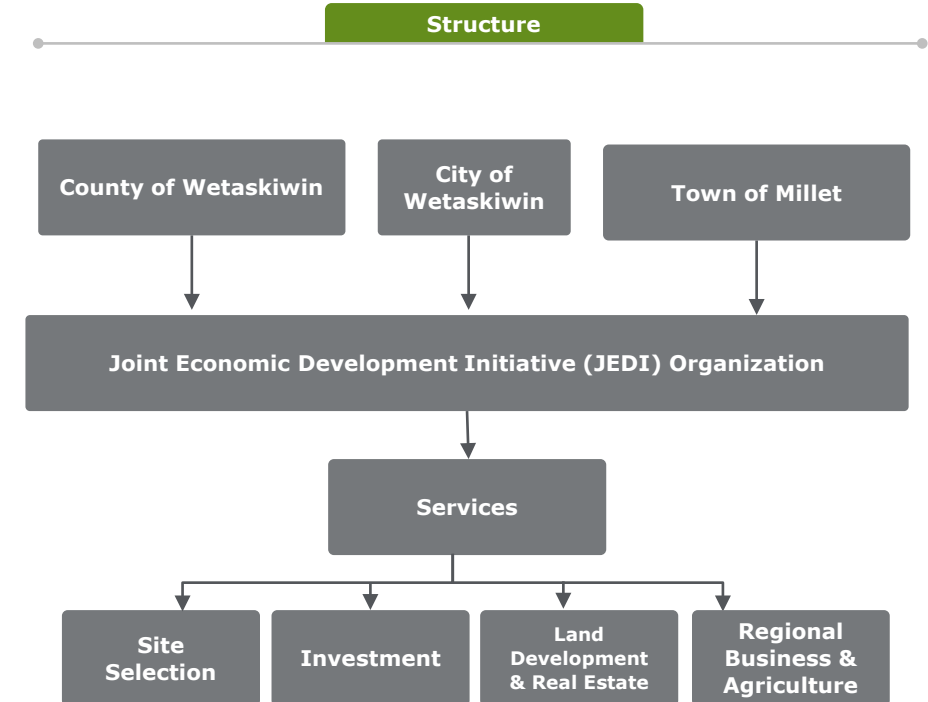 Structure
County of Wetaskiwin
City of
Wetaskiwin
Town of Millet
Joint Economic Development Initiative (JEDI) Organization
Services
Site
Selection
Investment
Land
Development
& Real Estate
Regional
Business &
Agriculture